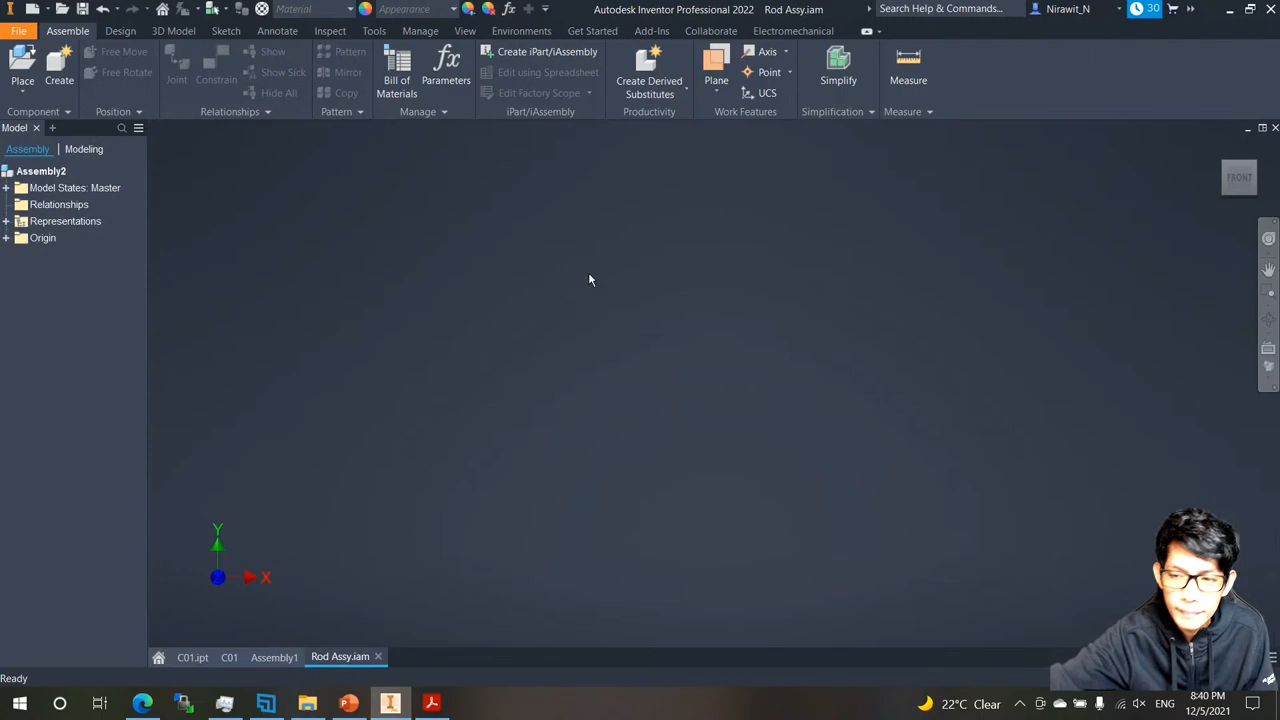 Material
Appearance
fx
Autodesk Inventor Professional 2022 Rod Assy.iam
Search Help & Commands...
Nirawit_N
30
File
Assemble
Design
3D Model
Sketch
Annotate
Inspect
Tools
Manage
View
Environments
Get Started
Add-Ins
Collaborate
Electromechanical
Place
Create
Free Move
Free Rotate
Joint
Constrain
Show
Show Sick
Hide All
Pattern
Mirror
Copy
Bill of
Materials
fx
Parameters
Create iPart/iAssembly
Edit using Spreadsheet
Edit Factory Scope
Create Derived
Substitutes
Plane
Axis
Point
UCS
Simplify
Measure
Component
Position
Relationships
Pattern
Manage
iPart/iAssembly
Productivity
Work Features
Simplification
Measure
Model
Assembly
Modeling
Assembly2
Model States: Master
Relationships
Representations
Origin
FRONT
Y
X
C01.ipt
C01
Assembly1
Rod Assy.iam
Ready
22°C Clear
ENG
8:40 PM
12/5/2021